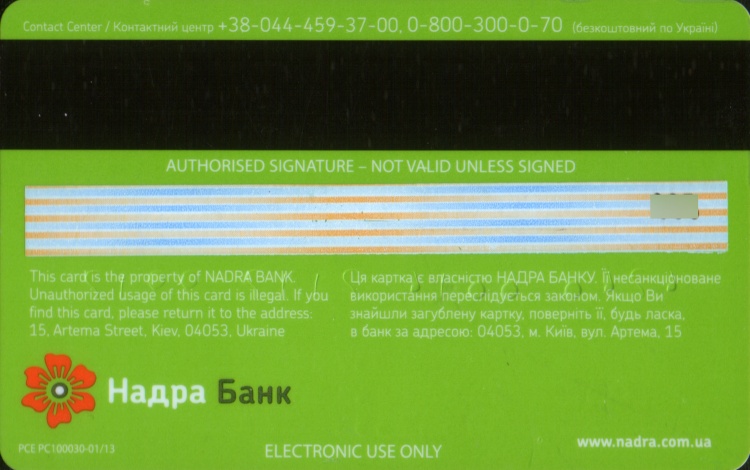 Contact Center / Контактний центр +38-044-459-37-00, 0-800-300-0-70 (безкоштовний по Україні)
AUTHORISED SIGNATURE – NOT VALID UNLESS SIGNED
This card is the property of NADRA BANK.
Unauthorized usage of this card is illegal. If you
find this card, please return it to the address:
15, Artema Street, Kiev, 04053, Ukraine
Ця картка є власністю НАДРА БАНКУ. Її несанкціоноване
використання переслідується законом. Якщо Ви
знайшли загублену картку, поверніть її, будь ласка,
в банк за адресою: 04053, м. Київ, вул. Артема, 15
Надра Банк
PCE PC100030-01/13
ELECTRONIC USE ONLY
www.nadra.com.ua